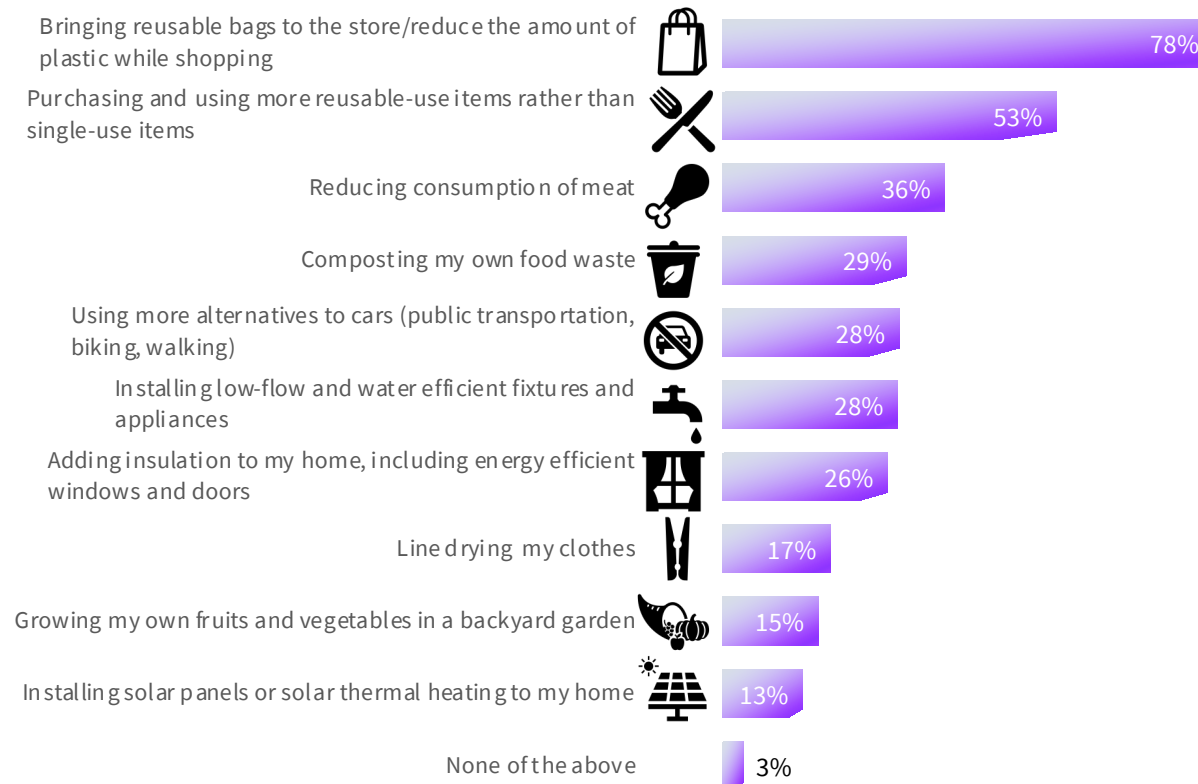 Bringing reusable bags to the store/reduce the amount of
plastic while shopping
78%
Purchasing and using more reusable-use items rather than
single-use items
53%
Reducing consumption of meat
36%
Composting my own food waste
29%
Using more alternatives to cars (public transportation,
biking, walking)
28%
Installing low-flow and water efficient fixtures and
appliances
28%
Adding insulation to my home, including energy efficient
windows and doors
26%
Line drying my clothes
17%
Growing my own fruits and vegetables in a backyard garden
15%
Installing solar panels or solar thermal heating to my home
13%
None of the above
3%